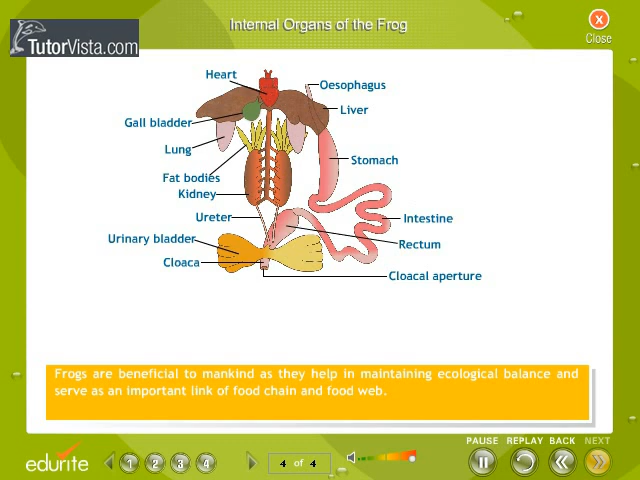 Internal Organs of the Frog
Close
TutorVista.com
Heart
Oesophagus
Liver
Gall bladder
Lung
Stomach
Fat bodies
Kidney
Ureter
Intestine
Urinary bladder
Rectum
Cloaca
Cloacal aperture
Frogs are beneficial to mankind as they help in maintaining ecological balance and
serve as an important link of food chain and food web.
PAUSE REPLAY BACK NEXT
edurite
1 2 3 4
4 of 4